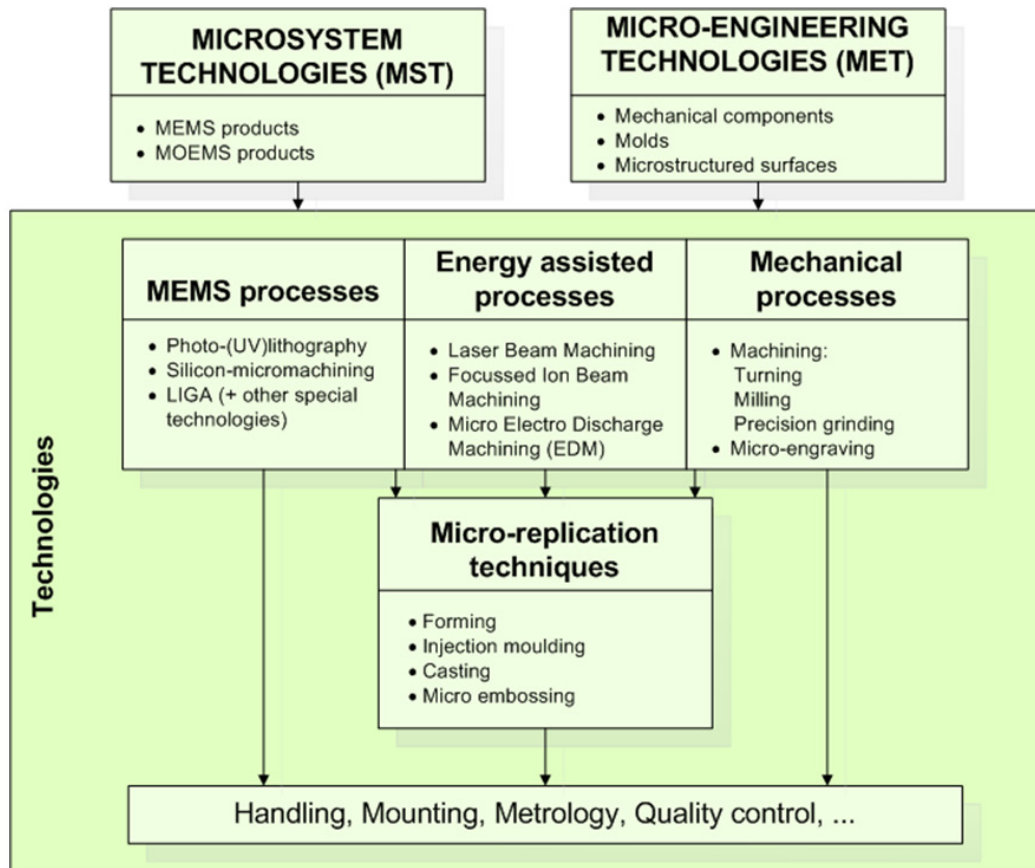 MICROSYSTEM
TECHNOLOGIES (MST)
• MEMS products
• MOEMS products
MICRO-ENGINEERING
TECHNOLOGIES (MET)
• Mechanical components
• Molds
• Microstructured surfaces
Technologies
MEMS processes
• Photo-(UV)lithography
• Silicon-micromachining
• LIGA (+ other special
technologies)
Energy assisted
processes
• Laser Beam Machining
• Focussed Ion Beam
Machining
• Micro Electro Discharge
Machining (EDM)
Mechanical
processes
• Machining:
Turning
Milling
Precision grinding
• Micro-engraving
Micro-replication
techniques
• Forming
• Injection moulding
• Casting
• Micro embossing
Handling, Mounting, Metrology, Quality control, ...